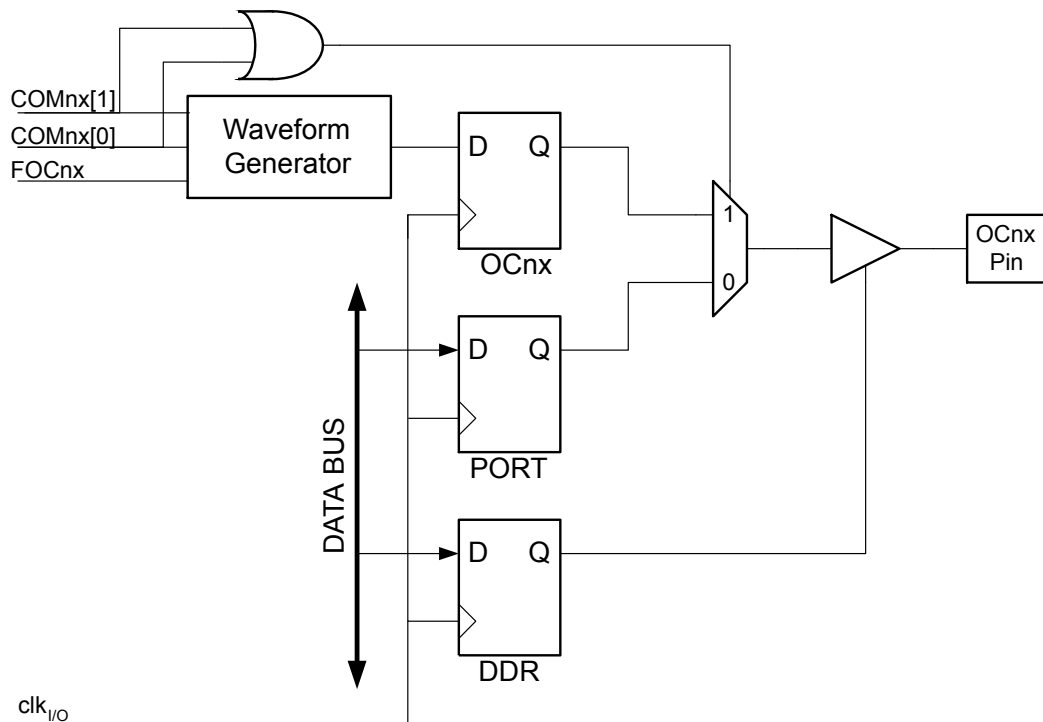 COMnx[1]
COMnx[0]
FOCnx
Waveform
Generator
D Q
OCnx
1
0
OCnx
Pin
D Q
PORT
DATA BUS
D Q
DDR
clkI/O